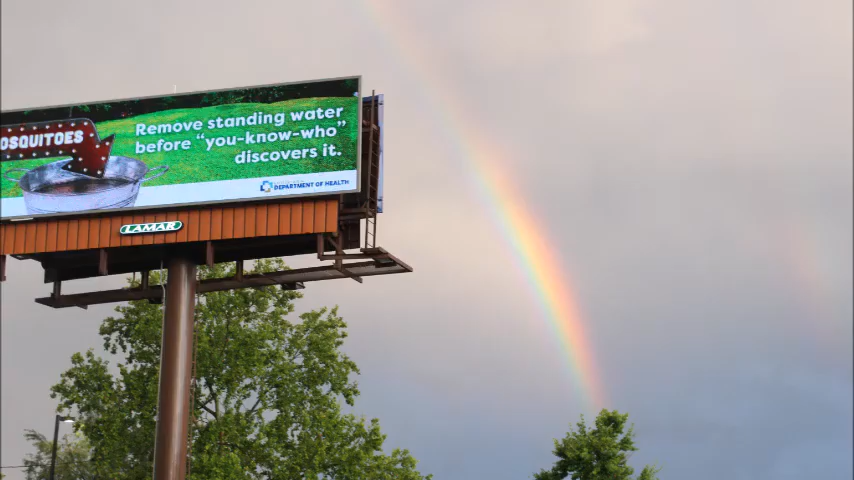 OSQUITOES
Remove standing water
before “you-know-who”
discovers it.
DEPARTMENT OF HEALTH
LAMAR